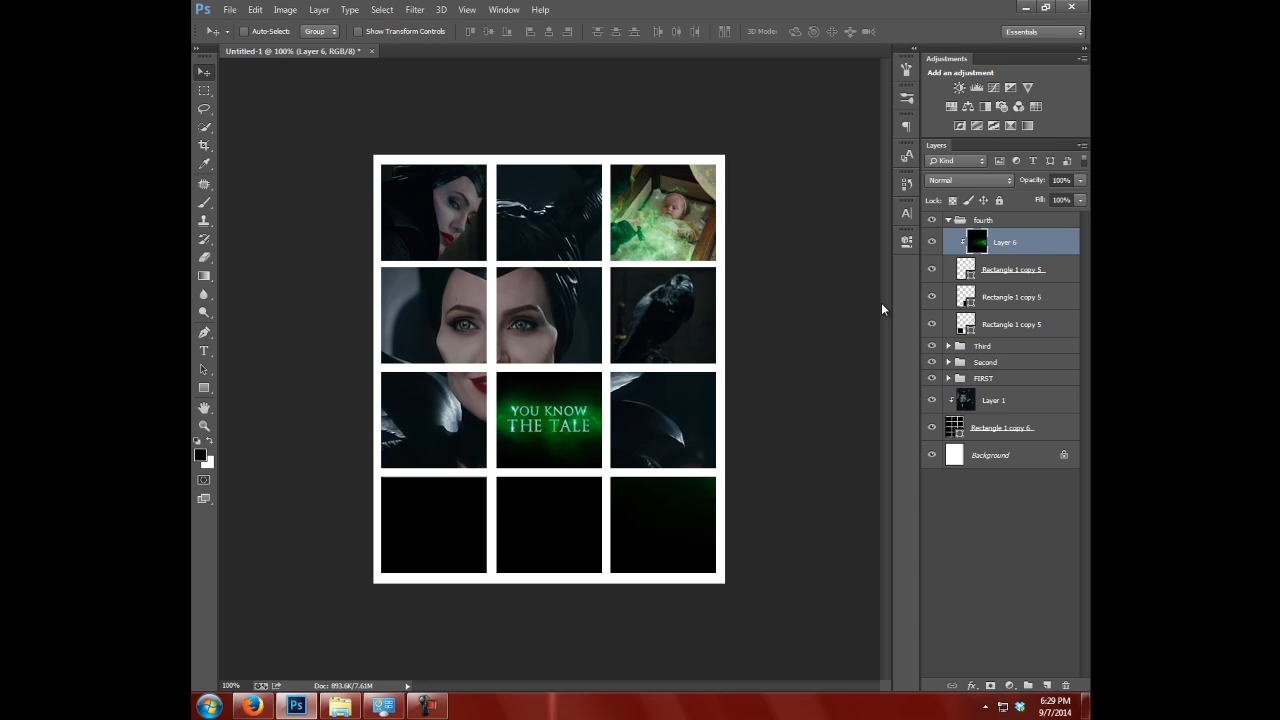 Ps File Edit Image Layer Type Select Filter 3D View Window Help
Auto-Select: Group Show Transform Controls 3D Mode: Essentials
Untitled-1 @ 100% (Layer 6, RGB/8) * ×
Adjustments
Add an adjustment
Layers
Kind
Normal Opacity: 100%
Lock: Fill: 100%
fourth
Layer 6
Rectangle 1 copy 5
Rectangle 1 copy 5
Rectangle 1 copy 5
Third
Second
FIRST
Layer 1
Rectangle 1 copy 6
Background
YOU KNOW
THE TALE
100% Doc: 893.6K/7.61M
Ps
6:29 PM
9/7/2014